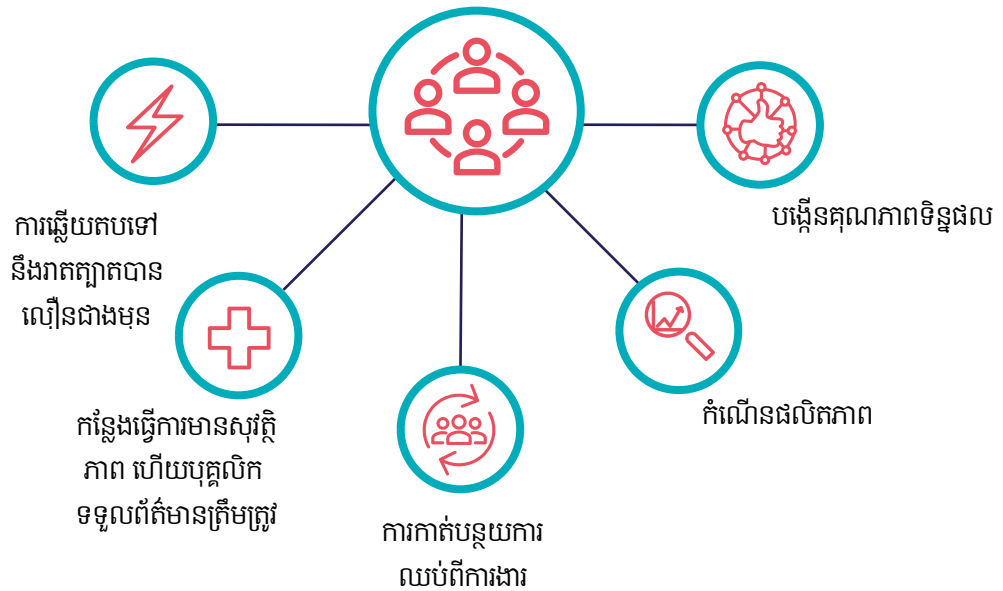 ការឆ្លើយតបទៅ
នឹងរាតត្បាតបាន
លឿនជាងមុន
កន្លែងធ្វើការមានសុវត្ថិ
ភាព ហើយបុគ្គលិក
ទទួលព័ត៌មានត្រឹមត្រូវ
ការកាត់បន្ថយការ
ឈប់ពីការងារ
កំណើនផលិតភាព
បង្កើនគុណភាពទិន្នផល